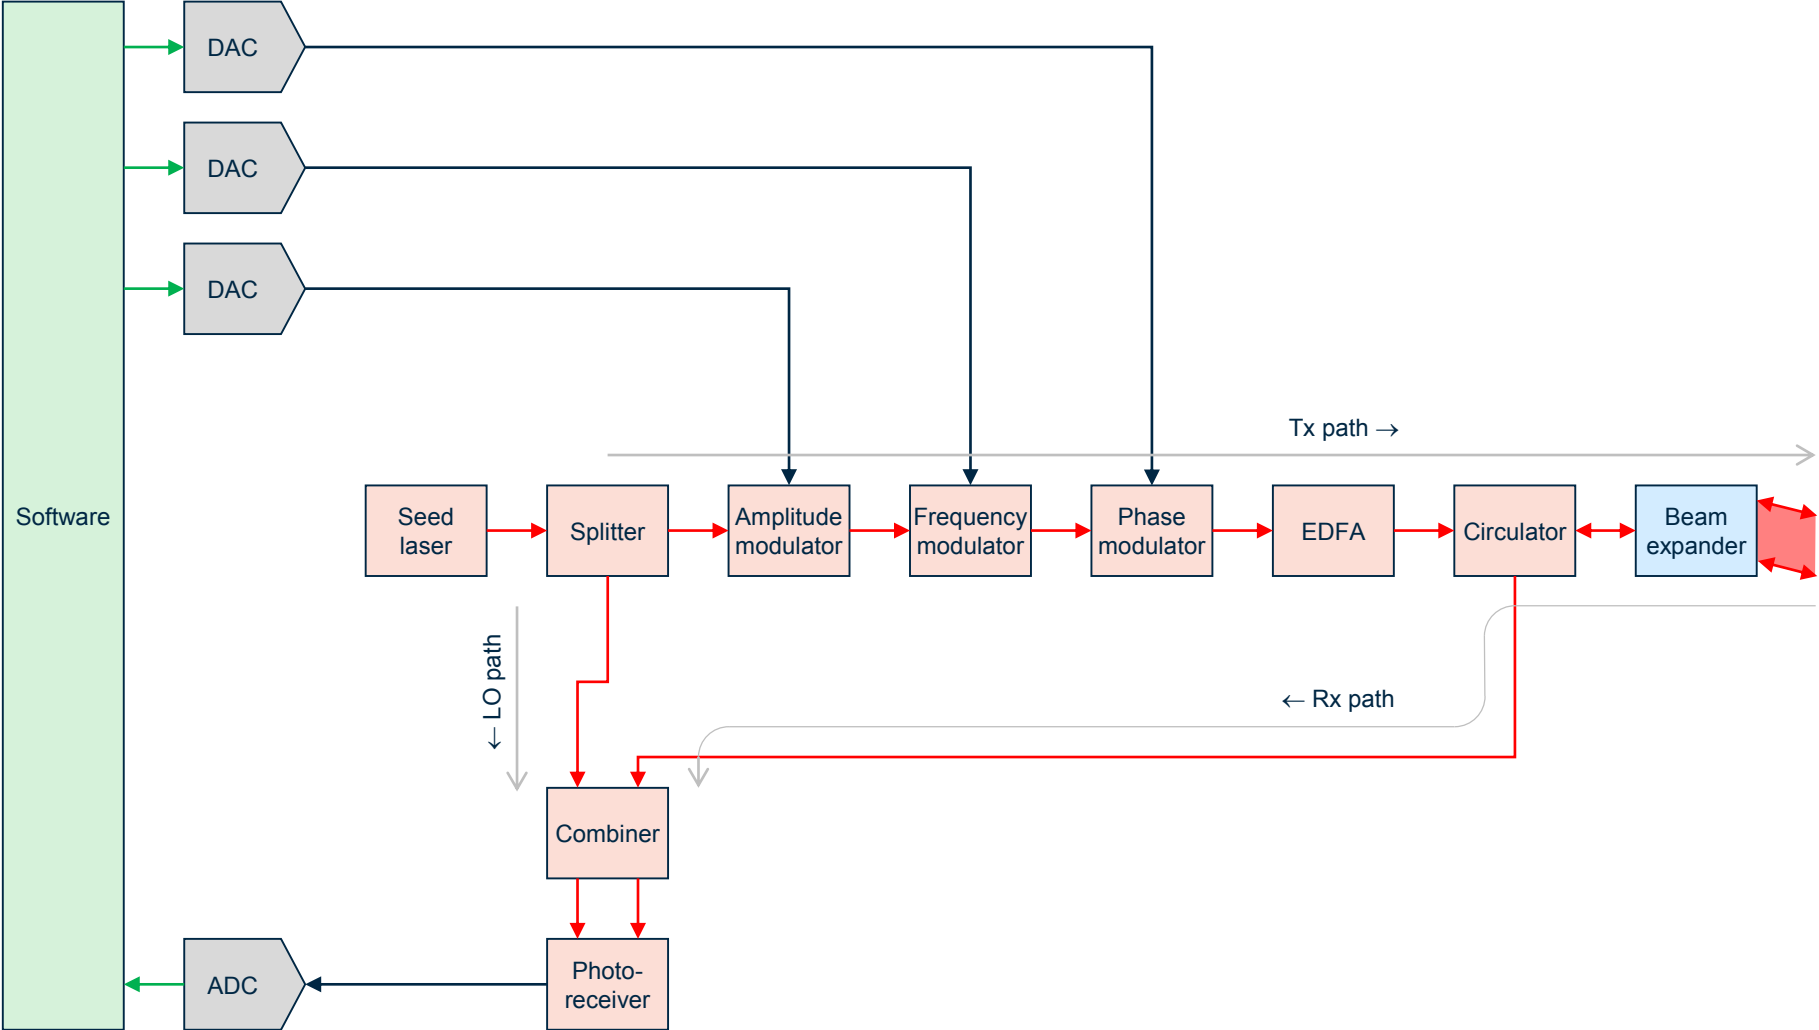 DAC
DAC
DAC
Tx path →
Software
Seed
laser
Splitter
Amplitude
modulator
Frequency
modulator
Phase
modulator
EDFA
Circulator
Beam
expander
← LO path
← Rx path
Combiner
ADC
Photo-
receiver